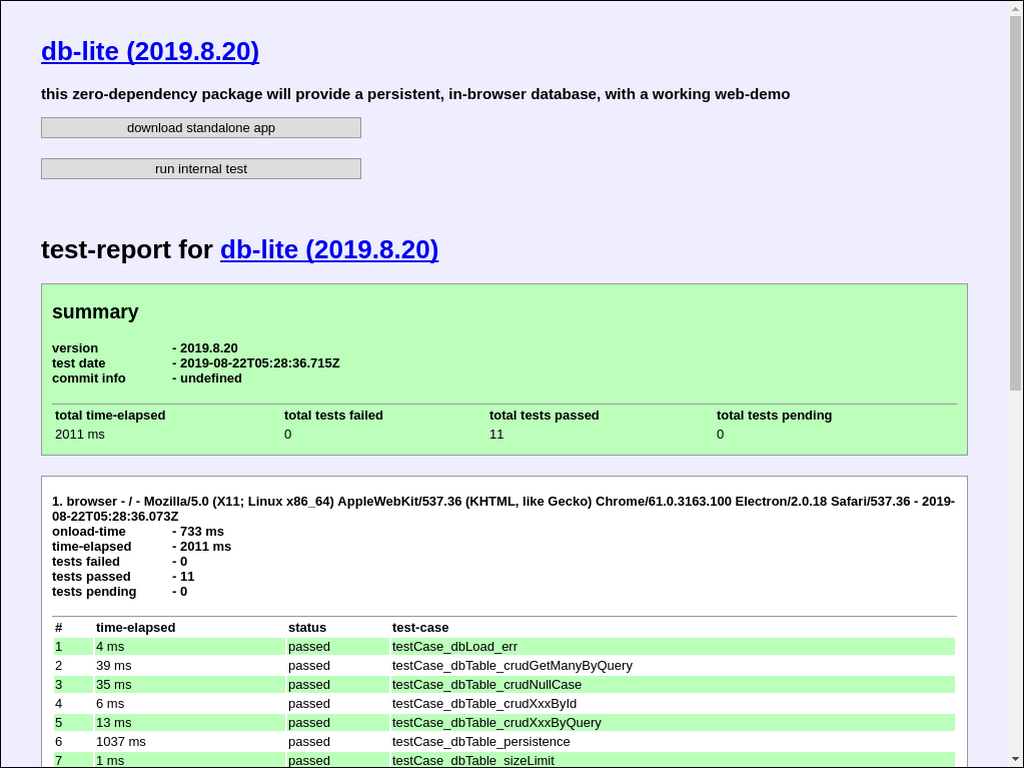 db-lite (2019.8.20)
this zero-dependency package will provide a persistent, in-browser database, with a working web-demo
download standalone app
run internal test
test-report for db-lite (2019.8.20)
summary
version - 2019.8.20
test date - 2019-08-22T05:28:36.715Z
commit info - undefined
total time-elapsed total tests failed total tests passed total tests pending
2011 ms 0 11 0
1. browser - / - Mozilla/5.0 (X11; Linux x86_64) AppleWebKit/537.36 (KHTML, like Gecko) Chrome/61.0.3163.100 Electron/2.0.18 Safari/537.36 - 2019-
08-22T05:28:36.073Z
onload-time - 733 ms
time-elapsed - 2011 ms
tests failed - 0
tests passed - 11
tests pending - 0
# time-elapsed status test-case
1 4 ms passed testCase_dbLoad_err
2 39 ms passed testCase_dbTable_crudGetManyByQuery
3 35 ms passed testCase_dbTable_crudNullCase
4 6 ms passed testCase_dbTable_crudXxxById
5 13 ms passed testCase_dbTable_crudXxxByQuery
6 1037 ms passed testCase_dbTable_persistence
7 1 ms passed testCase_dbTable_sizeLimit